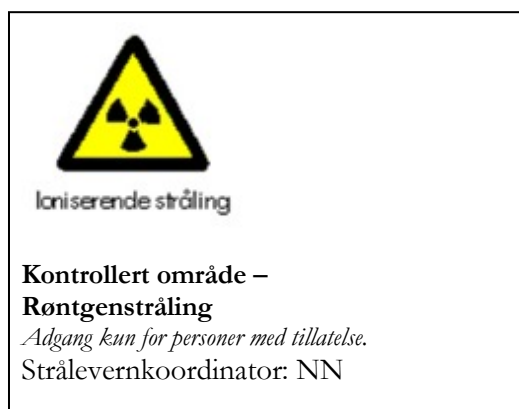 Ioniserende stråling
Kontrollert område –
Røntgenstråling
Adgang kun for personer med tillatelse.
Strålevernkoordinator: NN